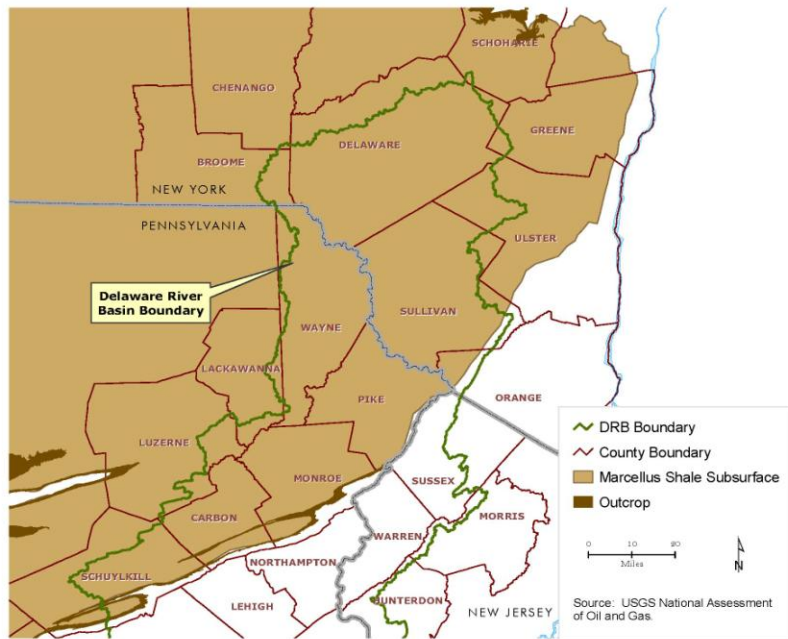 SCHOHARIE
CHENANGO
GREENE
DELAWARE
BROOME
NEW YORK
PENNSYLVANIA
ULSTER
Delaware River
Basin Boundary
SULLIVAN
WAYNE
LACKAWANNA
PIKE
ORANGE
LUZERNE
MONROE
SUSSEX
CARBON
MORRIS
WARREN
NORTHAMPTON
SCHUYLKILL
LEHIGH
HUNTERDON
NEW JERSEY
DRB Boundary
County Boundary
Marcellus Shale Subsurface
Outcrop
0 10 20
Miles
N
Source: USGS National Assessment
of Oil and Gas.